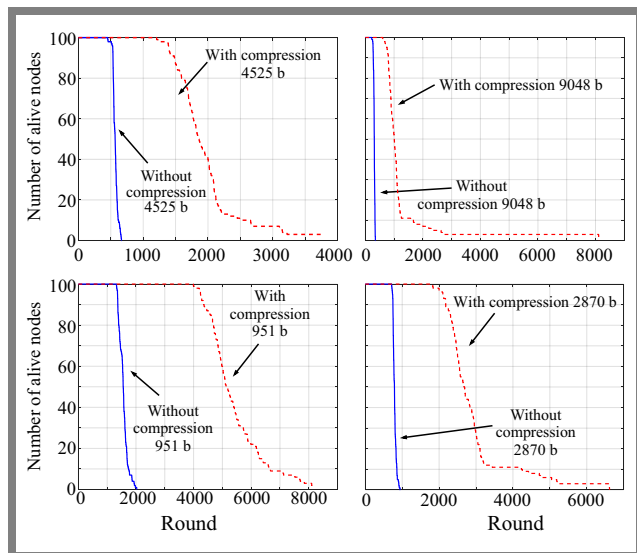 Number of alive nodes
100
80
60
40
20
0
With compression
4525 b
Without
compression
4525 b
0
1000
2000
3000
4000
With compression 9048 b
Without
compression 9048 b
0
2000
4000
6000
8000
Number of alive nodes
100
80
60
40
20
0
With
compression
951 b
Without
compression
951 b
0
2000
4000
6000
8000
Round
With compression 2870 b
Without
compression
2870 b
0
2000
4000
6000
Round